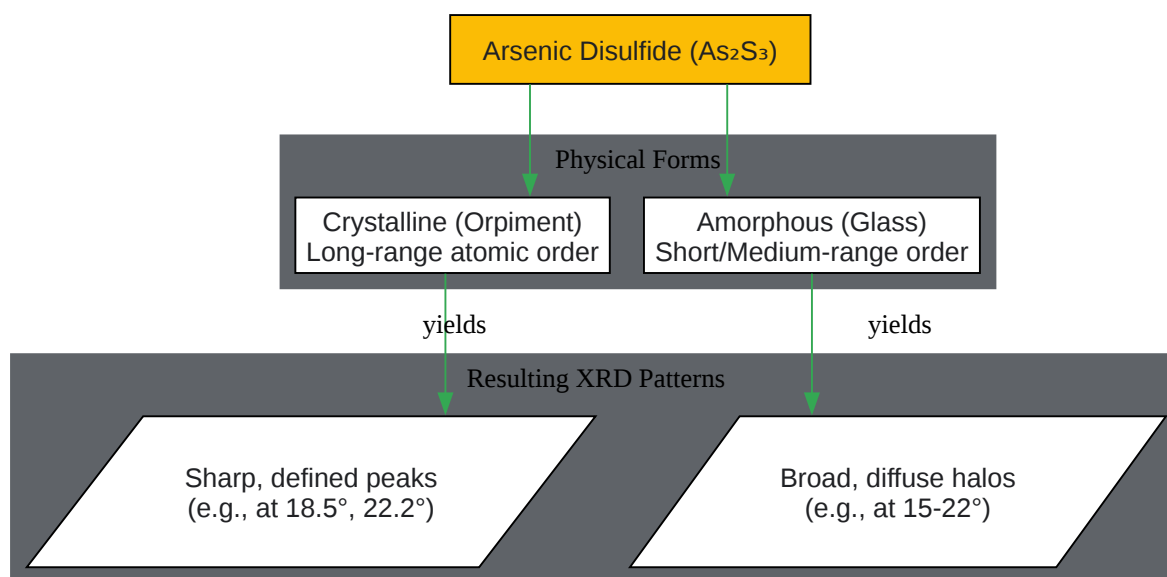 Arsenic Disulfide (As₂S₃)
Physical Forms
Crystalline (Orpiment)
Long-range atomic order
Amorphous (Glass)
Short/Medium-range order
yields
yields
Resulting XRD Patterns
Sharp, defined peaks
(e.g., at 18.5°, 22.2°)
Broad, diffuse halos
(e.g., at 15-22°)